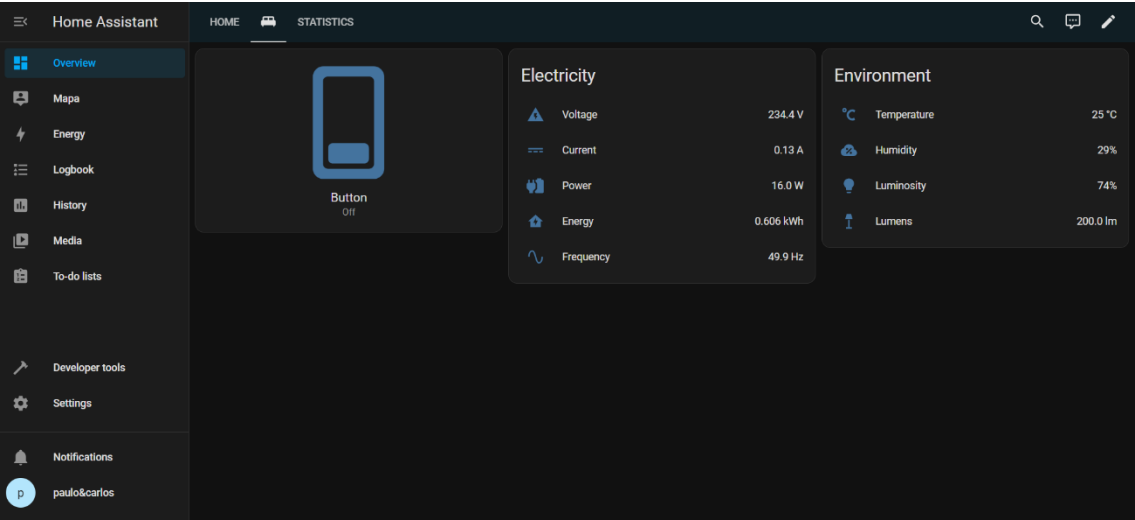 Home Assistant
HOME
STATISTICS
Overview
Mapa
Energy
Logbook
History
Media
To-do lists
Developer tools
Settings
Notifications
p
paulo&carlos
Button
Off
Electricity
Voltage 234.4 V
Current 0.13 A
Power 16.0 W
Energy 0.606 kWh
Frequency 49.9 Hz
Environment
°C Temperature 25 °C
Humidity 29%
Luminosity 74%
Lumens 200.0 lm